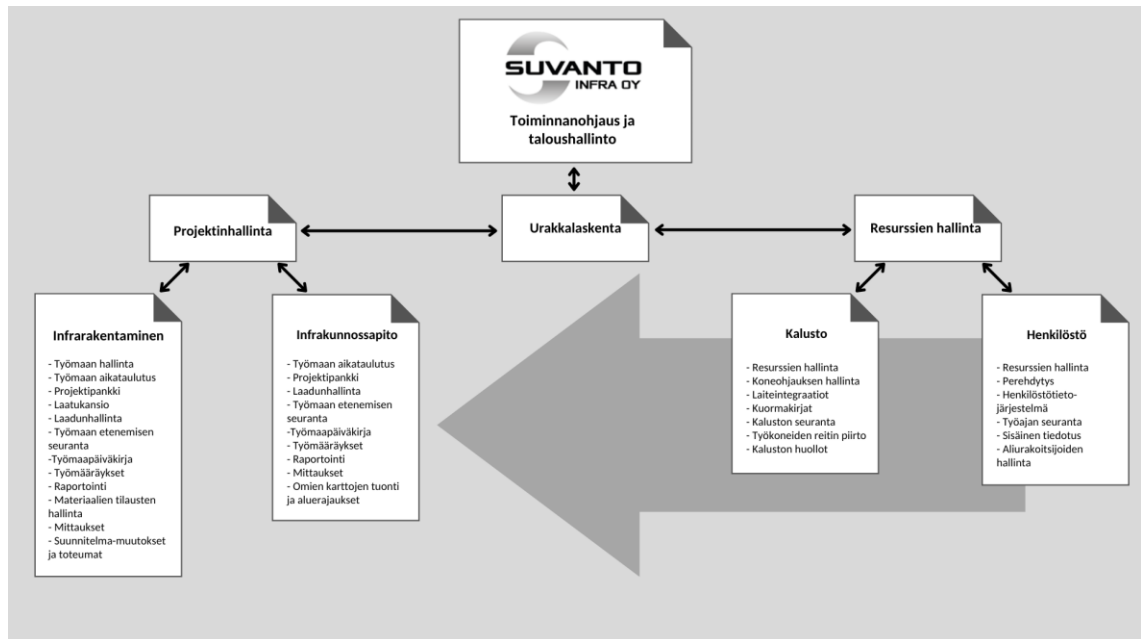 SUVANTO
INFRA OY
Toiminnanohjaus ja
taloushallinto
Projektinhallinta
Urakkalaskenta
Resurssien hallinta
Infrarakentaminen
- Työmaan hallinta
- Työmaan aikataulutus
- Projektipankki
- Laatukansio
- Laadunhallinta
- Työmaan etenemisen
seuranta
-Työmaapäiväkirja
- Työmääräykset
- Raportointi
- Materiaalien tilausten
hallinta
- Mittaukset
- Suunnitelma-muutokset
ja toteumat
Infrakunnossapito
- Työmaan aikataulutus
- Projektipankki
- Laadunhallinta
- Työmaan etenemisen
seuranta
-Työmaapäiväkirja
- Työmääräykset
- Raportointi
- Mittaukset
- Omien karttojen tuonti
ja aluerajaukset
Kalusto
- Resurssien hallinta
- Koneohjauksen hallinta
- Laiteintegraatiot
- Kuormakirjat
- Kaluston seuranta
- Työkoneiden reitin piirto
- Kaluston huollot
Henkilöstö
- Resurssien hallinta
- Perehdytys
- Henkilöstötieto-
järjestelmä
- Työajan seuranta
- Sisäinen tiedotus
- Aliurakoitsijoiden
hallinta